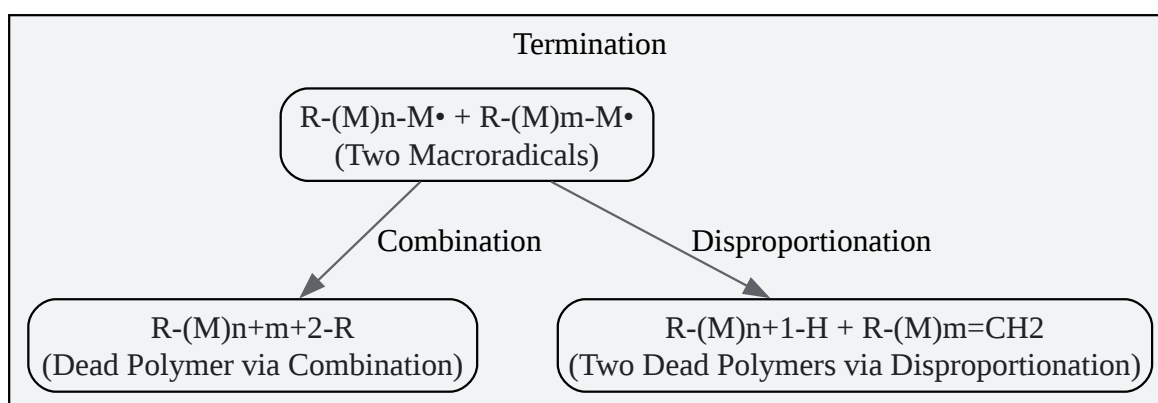 Termination
R-(M)n-M• + R-(M)m-M•
(Two Macroradicals)
Combination
Disproportionation
R-(M)n+m+2-R
(Dead Polymer via Combination)
R-(M)n+1-H + R-(M)m=CH2
(Two Dead Polymers via Disproportionation)